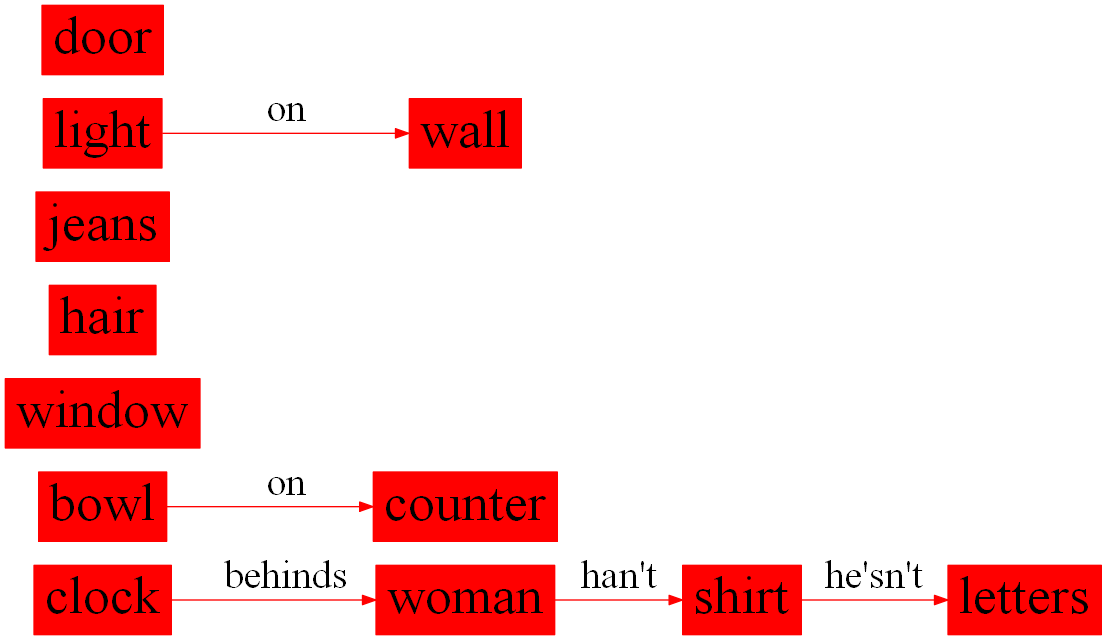 door
light on wall
jeans
hair
window
bowl on counter
clock behinds woman han't shirt he'sn't letters